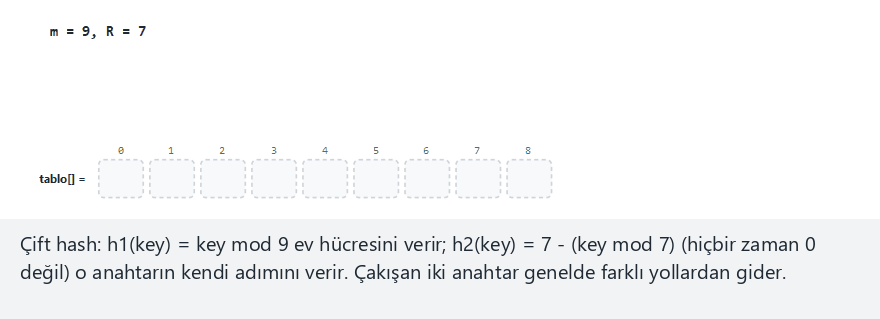 m = 9, R = 7
0 1 2 3 4 5 6 7 8
tablo[] =
Çift hash: h1(key) = key mod 9 ev hücresini verir; h2(key) = 7 - (key mod 7) (hiçbir zaman 0
değil) o anahtarın kendi adımını verir. Çakışan iki anahtar genelde farklı yollardan gider.